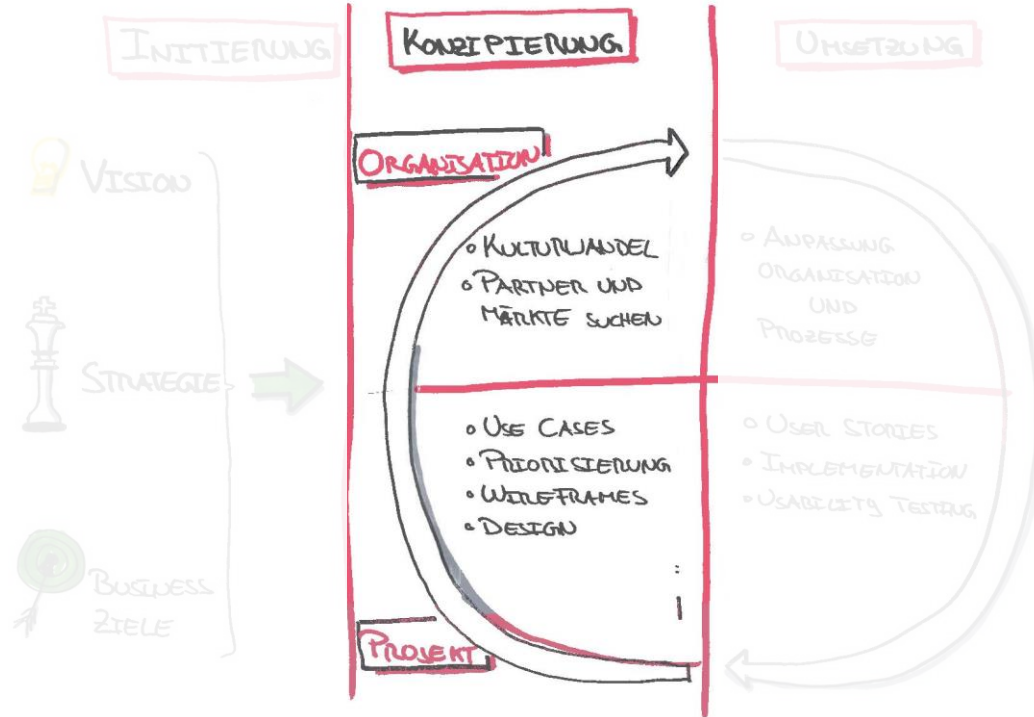 INITIERUNG
KONZIPIERUNG
UMSETZUNG
VISION
STRATEGIE
BUSINESS
ZIELE
ORGANISATION
• KULTURWANDEL
• PARTNER UND
MÄRKTE SUCHEN
• USE CASES
• PRIORISIERUNG
• WIREFRAMES
• DESIGN
PROJEKT
• ANPASSUNG
ORGANISATION
UND
PROZESSE
• USER STORIES
• IMPLEMENTATION
• USABILITY TESTING